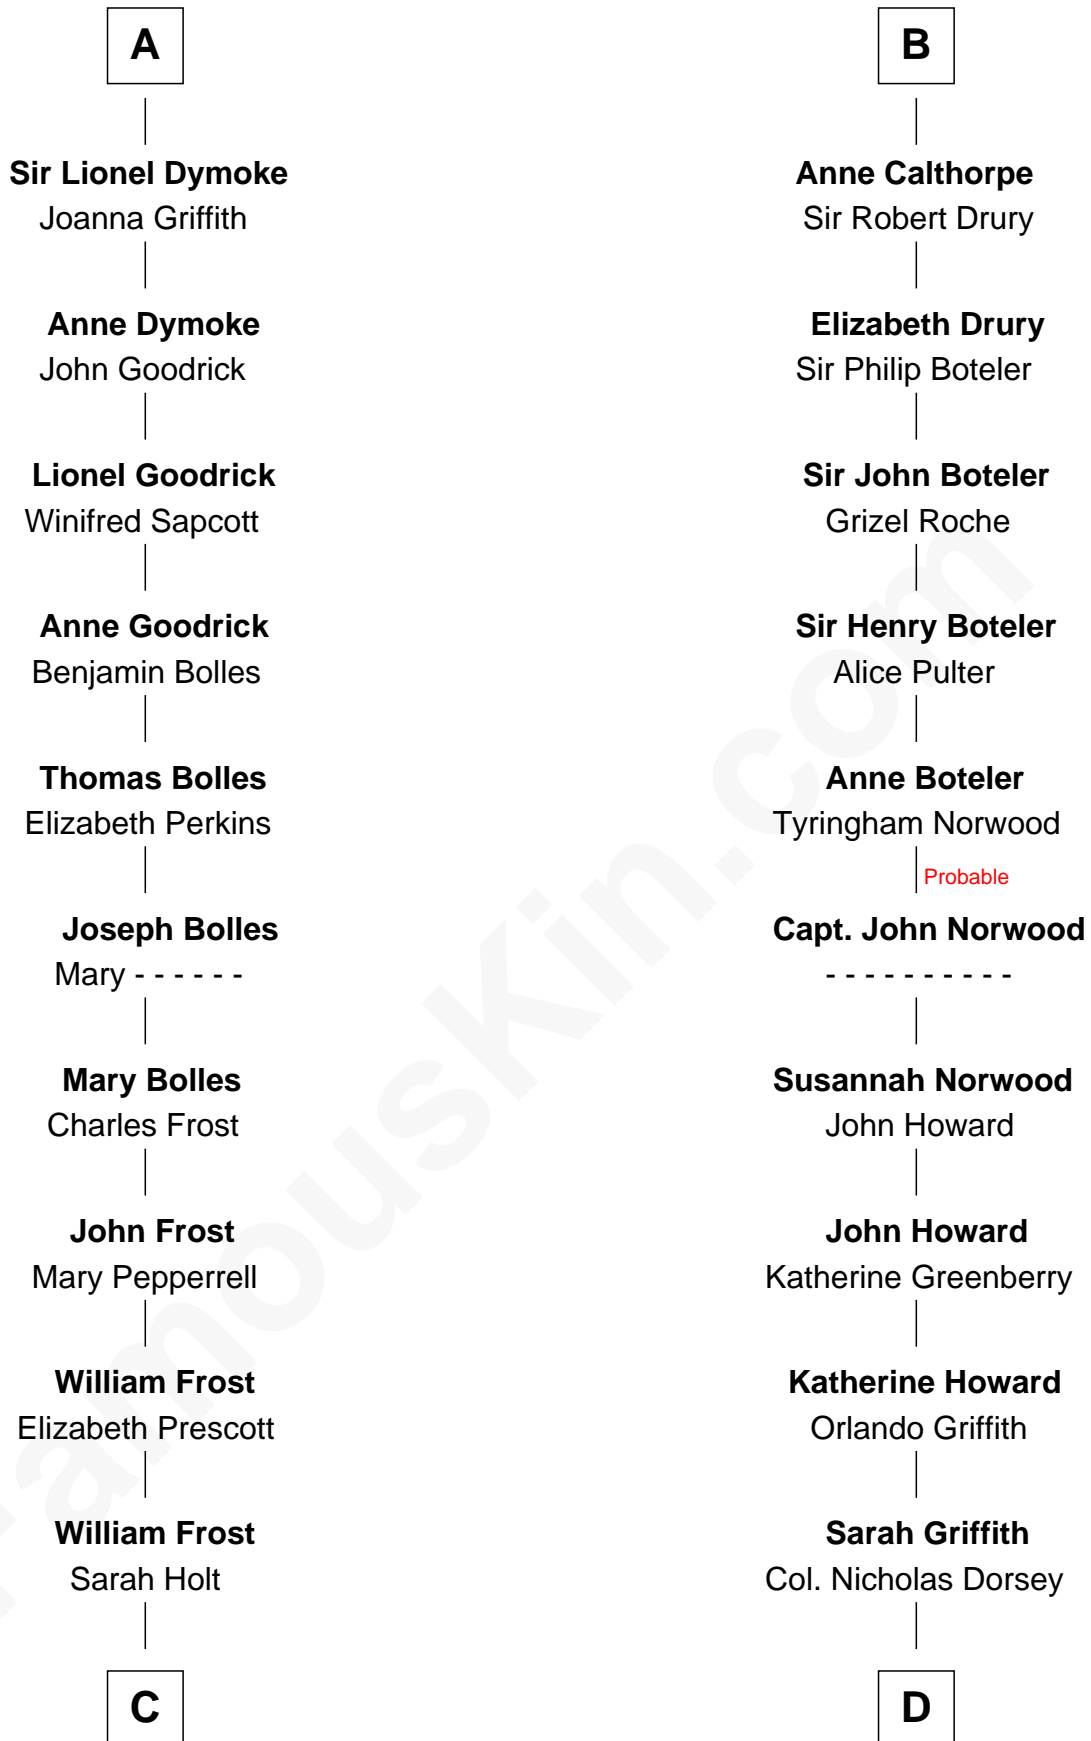 A
Sir Lionel Dymoke
Joanna Griffith
Anne Dymoke
John Goodrick
Lionel Goodrick
Winifred Sapcott
Anne Goodrick
Benjamin Bolles
Thomas Bolles
Elizabeth Perkins
Joseph Bolles
Mary - - - - - -
Mary Bolles
Charles Frost
John Frost
Mary Pepperrell
William Frost
Elizabeth Prescott
William Frost
Sarah Holt
C
B
Anne Calthorpe
Sir Robert Drury
Elizabeth Drury
Sir Philip Boteler
Sir John Boteler
Grizel Roche
Sir Henry Boteler
Alice Pulter
Anne Boteler
Tyringham Norwood
Probable
Capt. John Norwood
- - - - - - - - - -
Susannah Norwood
John Howard
John Howard
Katherine Greenberry
Katherine Howard
Orlando Griffith
Sarah Griffith
Col. Nicholas Dorsey
D
FamousKin.com